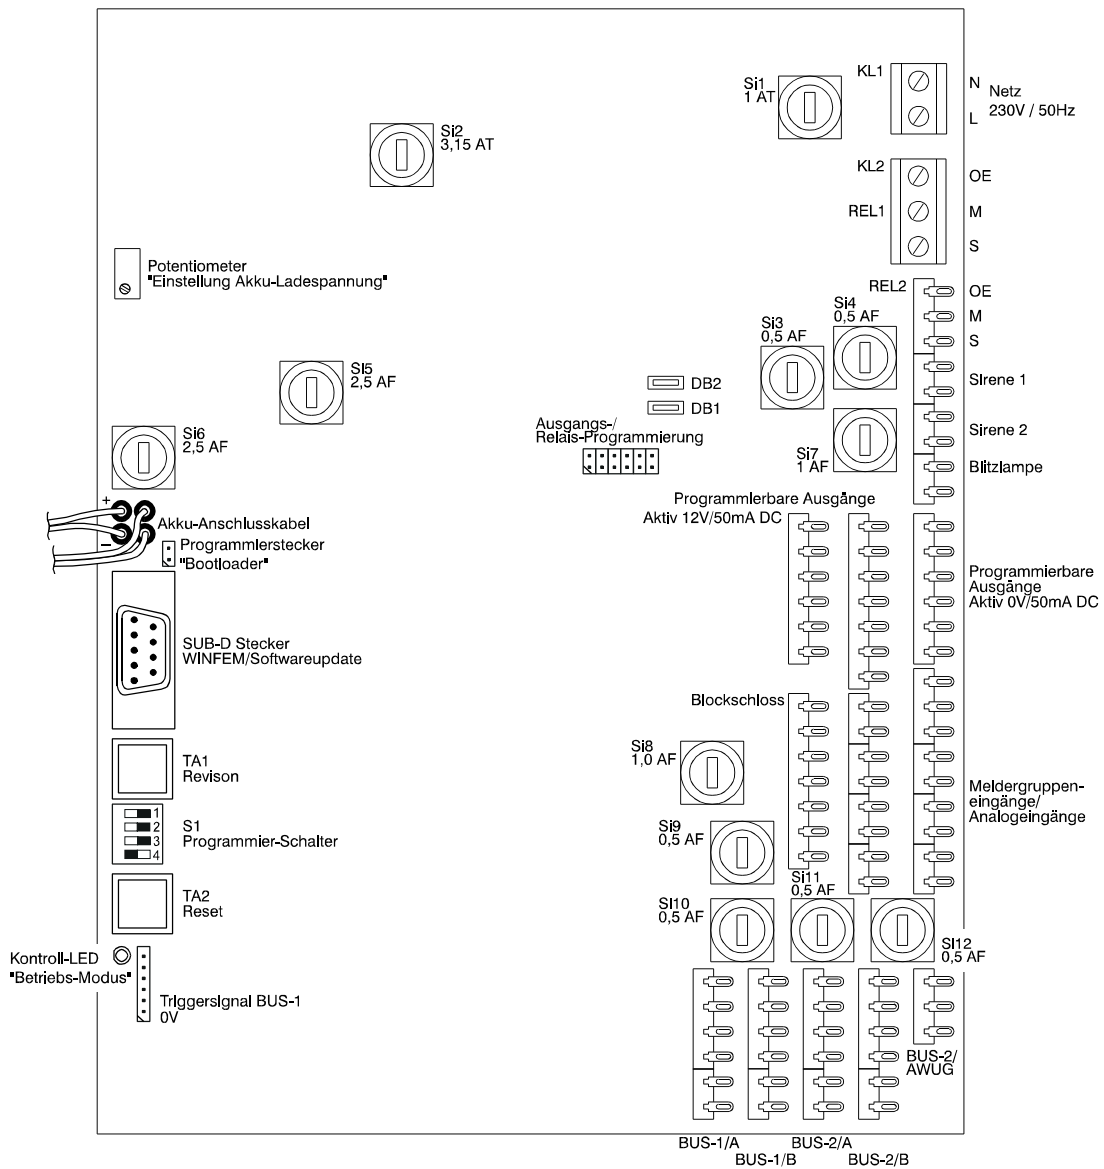 KL1
Si1
1 AT
N
Netz
230V / 50Hz
L
Si2
3,15 AT
KL2
OE
REL1
M
S
Potentiometer
"Einstellung Akku-Ladespannung"
REL2
OE
M
S
Si4
0,5 AF
Si3
0,5 AF
Si5
2,5 AF
DB2
DB1
Sirene 1
Ausgangs-/
Relais-Programmierung
Si6
2,5 AF
Sirene 2
Si7
1 AF
Blitzlampe
Programmierbare Ausgänge
Aktiv 12V/50mA DC
+
−
Akku-Anschlusskabel
Programmierstecker
"Bootloader"
Programmierbare
Ausgänge
Aktiv 0V/50mA DC
SUB-D Stecker
WINFEM/Softwareupdate
Blockschloss
TA1
Revison
Si8
1,0 AF
Meldergruppen-
eingänge/
Analogeingänge
1
2
3
4
S1
Programmier-Schalter
Si9
0,5 AF
TA2
Reset
Si11
0,5 AF
Si10
0,5 AF
Si12
0,5 AF
Kontroll-LED
"Betriebs-Modus"
Triggersignal BUS-1
0V
BUS-2/
AWUG
BUS-1/A
BUS-1/B
BUS-2/A
BUS-2/B